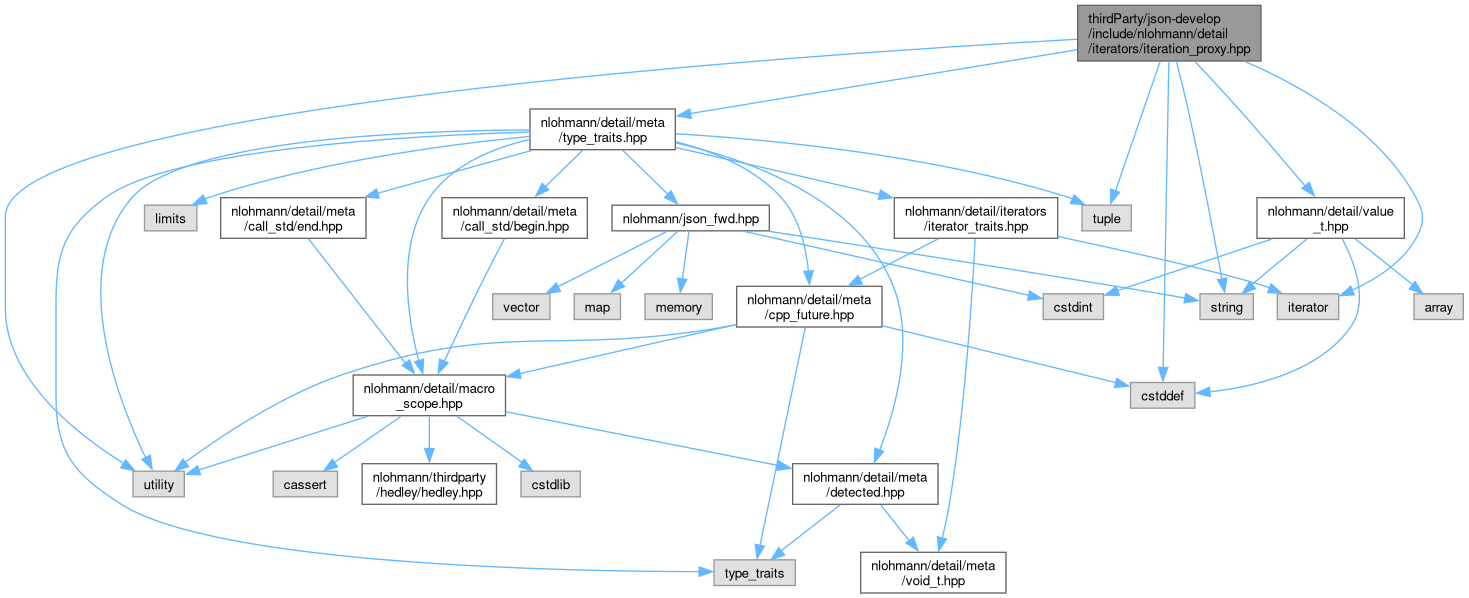 thirdParty/json-develop
/include/nlohmann/detail
/iterators/iteration_proxy.hpp
nlohmann/detail/meta
/type_traits.hpp
limits
nlohmann/detail/meta
/call_std/end.hpp
nlohmann/detail/meta
/call_std/begin.hpp
nlohmann/json_fwd.hpp
nlohmann/detail/iterators
/iterator_traits.hpp
tuple
nlohmann/detail/value
_t.hpp
vector
map
memory
nlohmann/detail/meta
/cpp_future.hpp
cstdint
string
iterator
array
nlohmann/detail/macro
_scope.hpp
cstddef
utility
cassert
nlohmann/thirdparty
/hedley/hedley.hpp
cstdlib
nlohmann/detail/meta
/detected.hpp
type_traits
nlohmann/detail/meta
/void_t.hpp